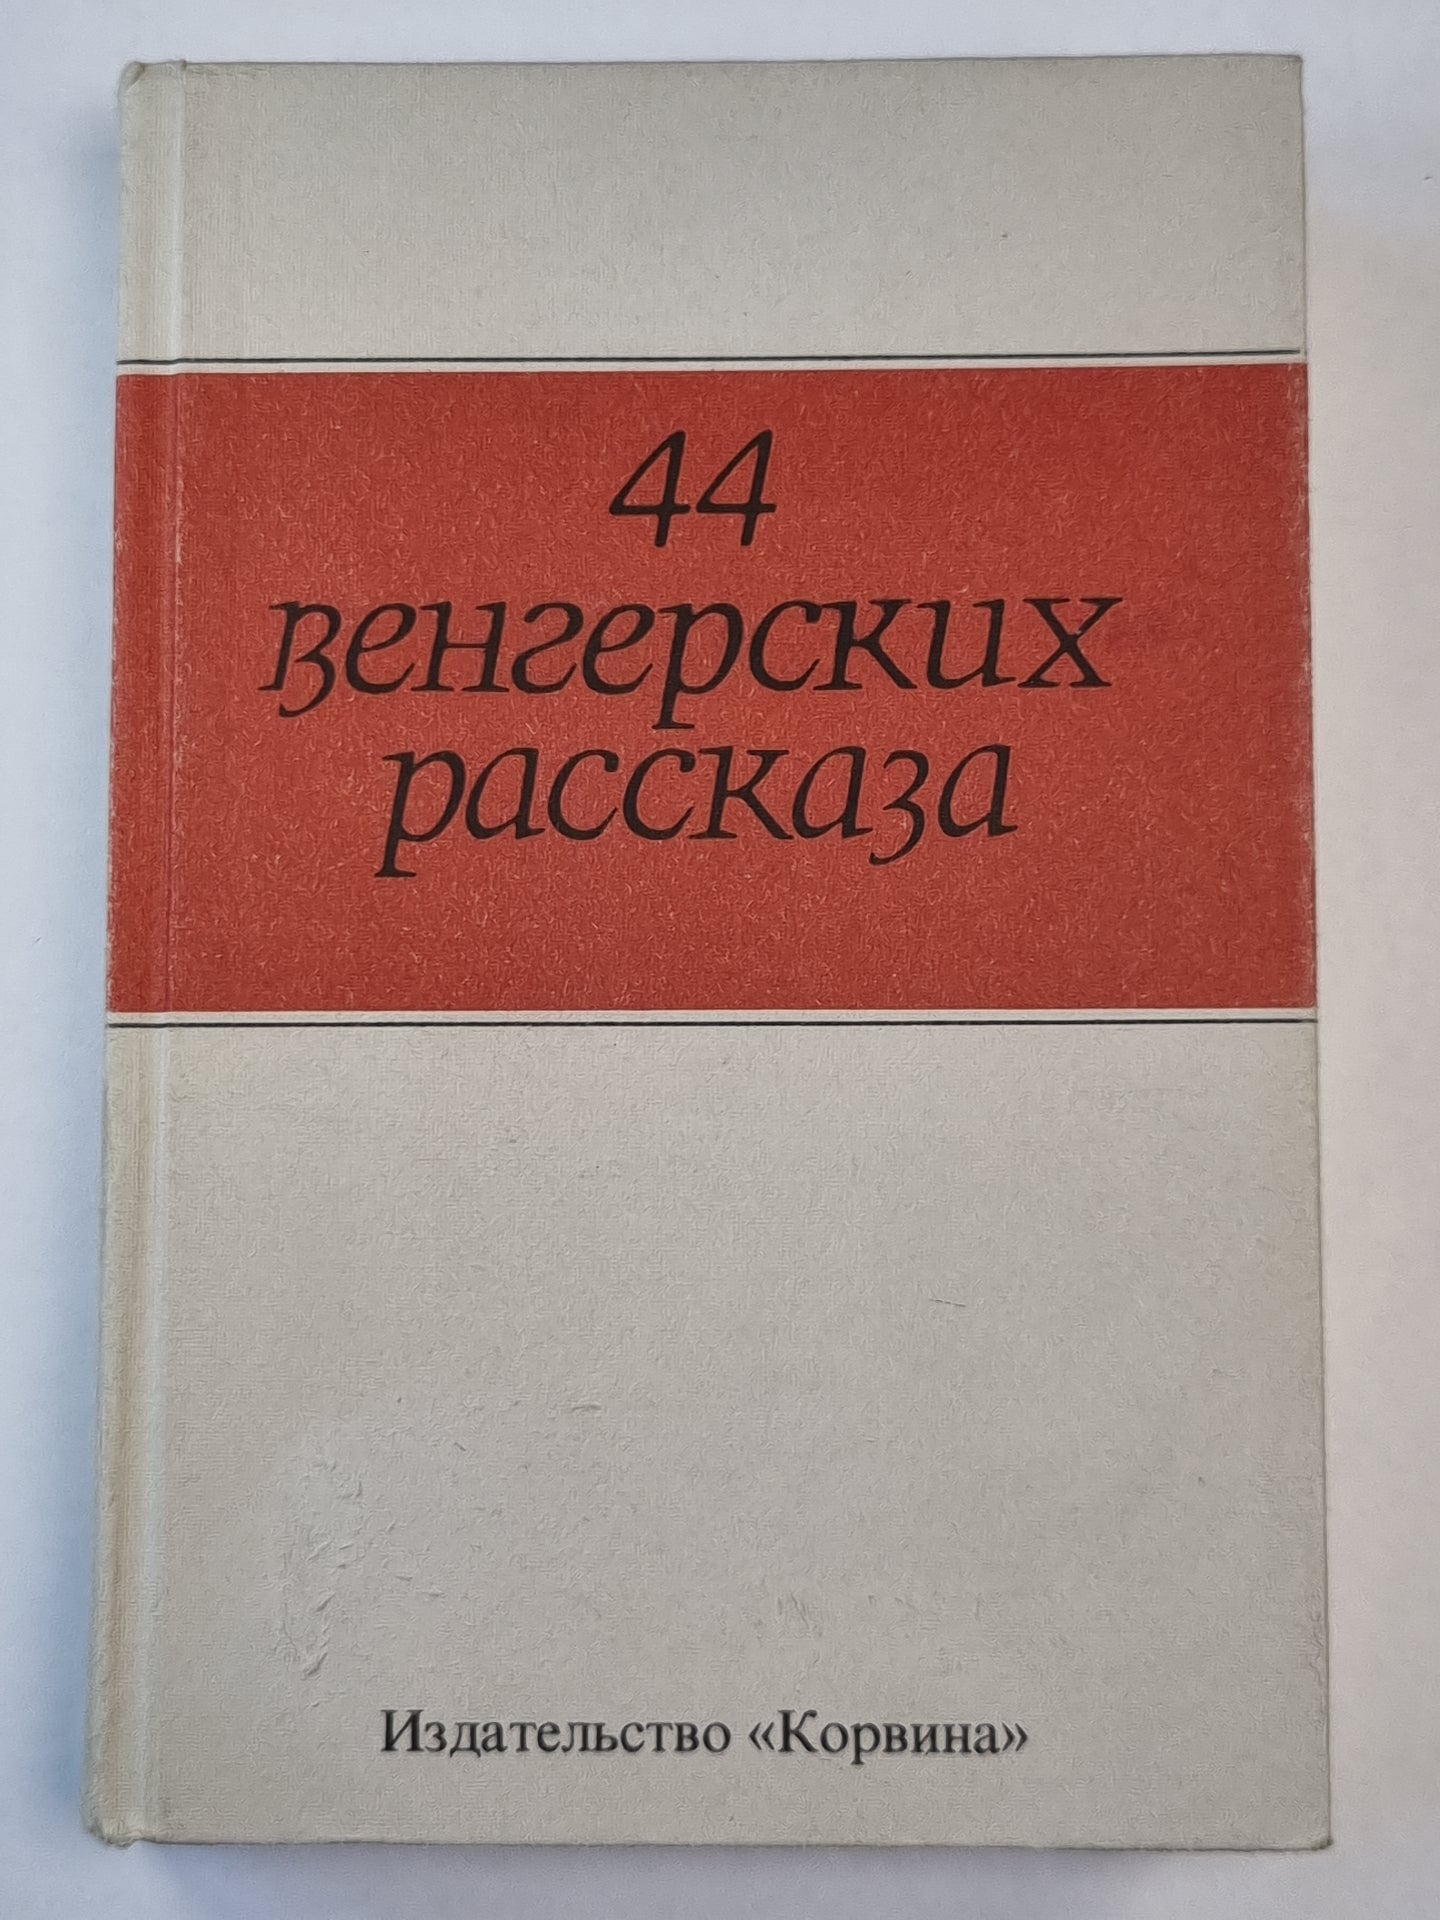 44
венгерских
рассказа
Издательство «Корвина»